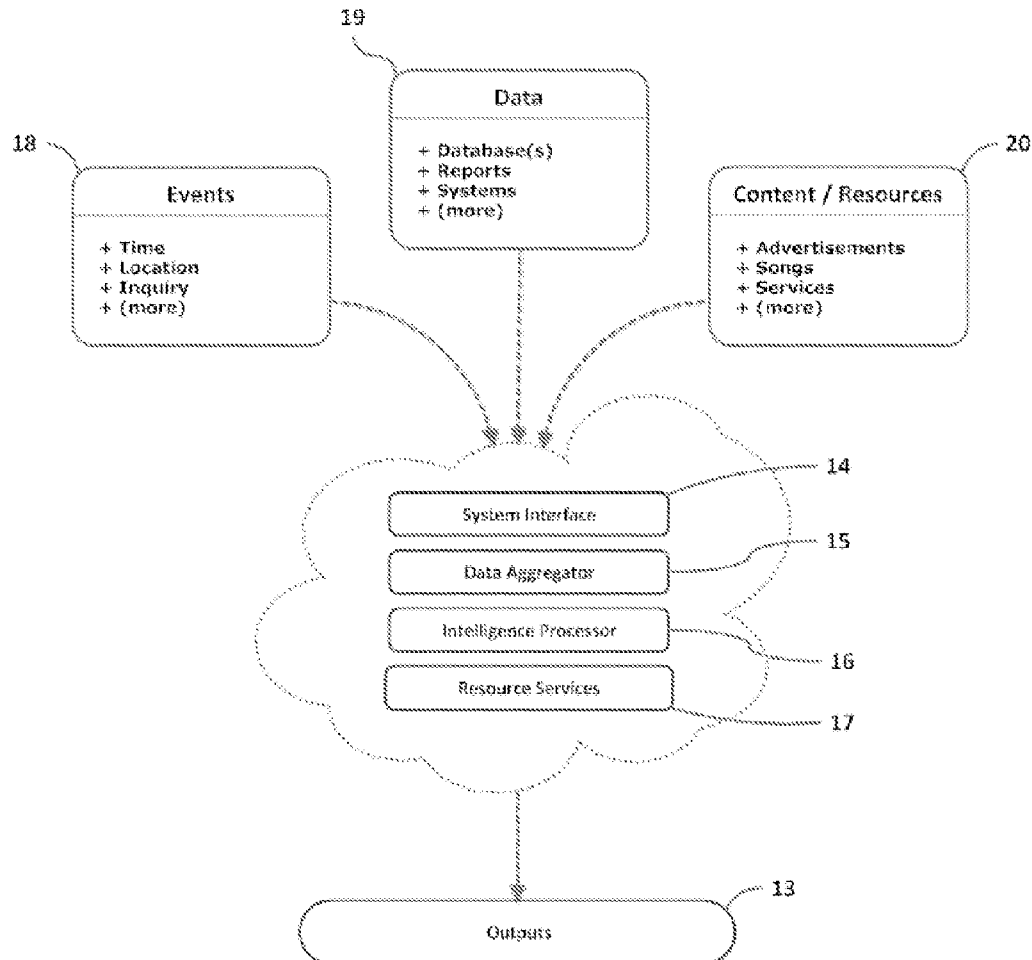 19
Data
+ Database(s)
+ Reports
+ Systems
+ (more)
18
Events
+ Time
+ Location
+ Inquiry
+ (more)
20
Content / Resources
+ Advertisements
+ Songs
+ Services
+ (more)
System Interface
14
Data Aggregator
15
Intelligence Processor
16
Resource Services
17
13
Outputs